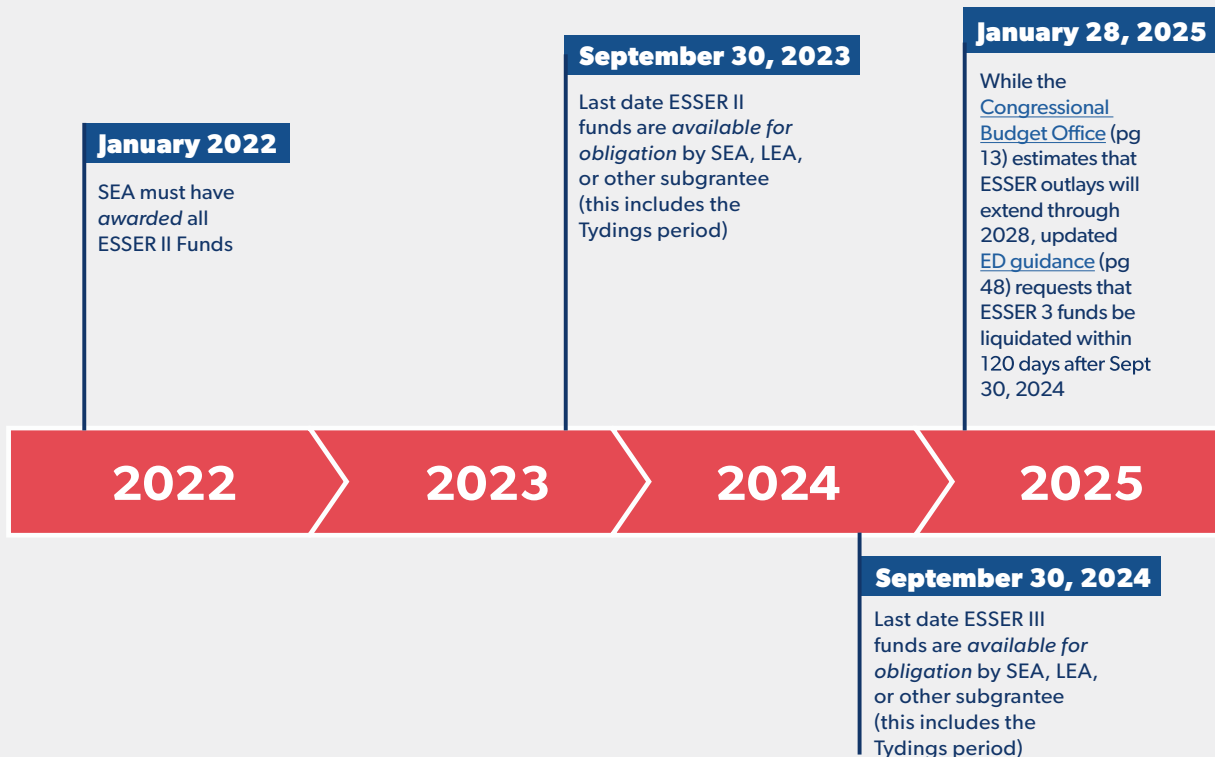 January 2022
SEA must have
awarded all
ESSER II Funds
September 30, 2023
Last date ESSER II
funds are available for
obligation by SEA, LEA,
or other subgrantee
(this includes the
Tydings period)
January 28, 2025
While the
Congressional
Budget Office (pg
13) estimates that
ESSER outlays will
extend through
2028, updated
ED guidance (pg
48) requests that
ESSER 3 funds be
liquidated within
120 days after Sept
30, 2024
2022
2023
2024
2025
September 30, 2024
Last date ESSER III
funds are available for
obligation by SEA, LEA,
or other subgrantee
(this includes the
Tydings period)